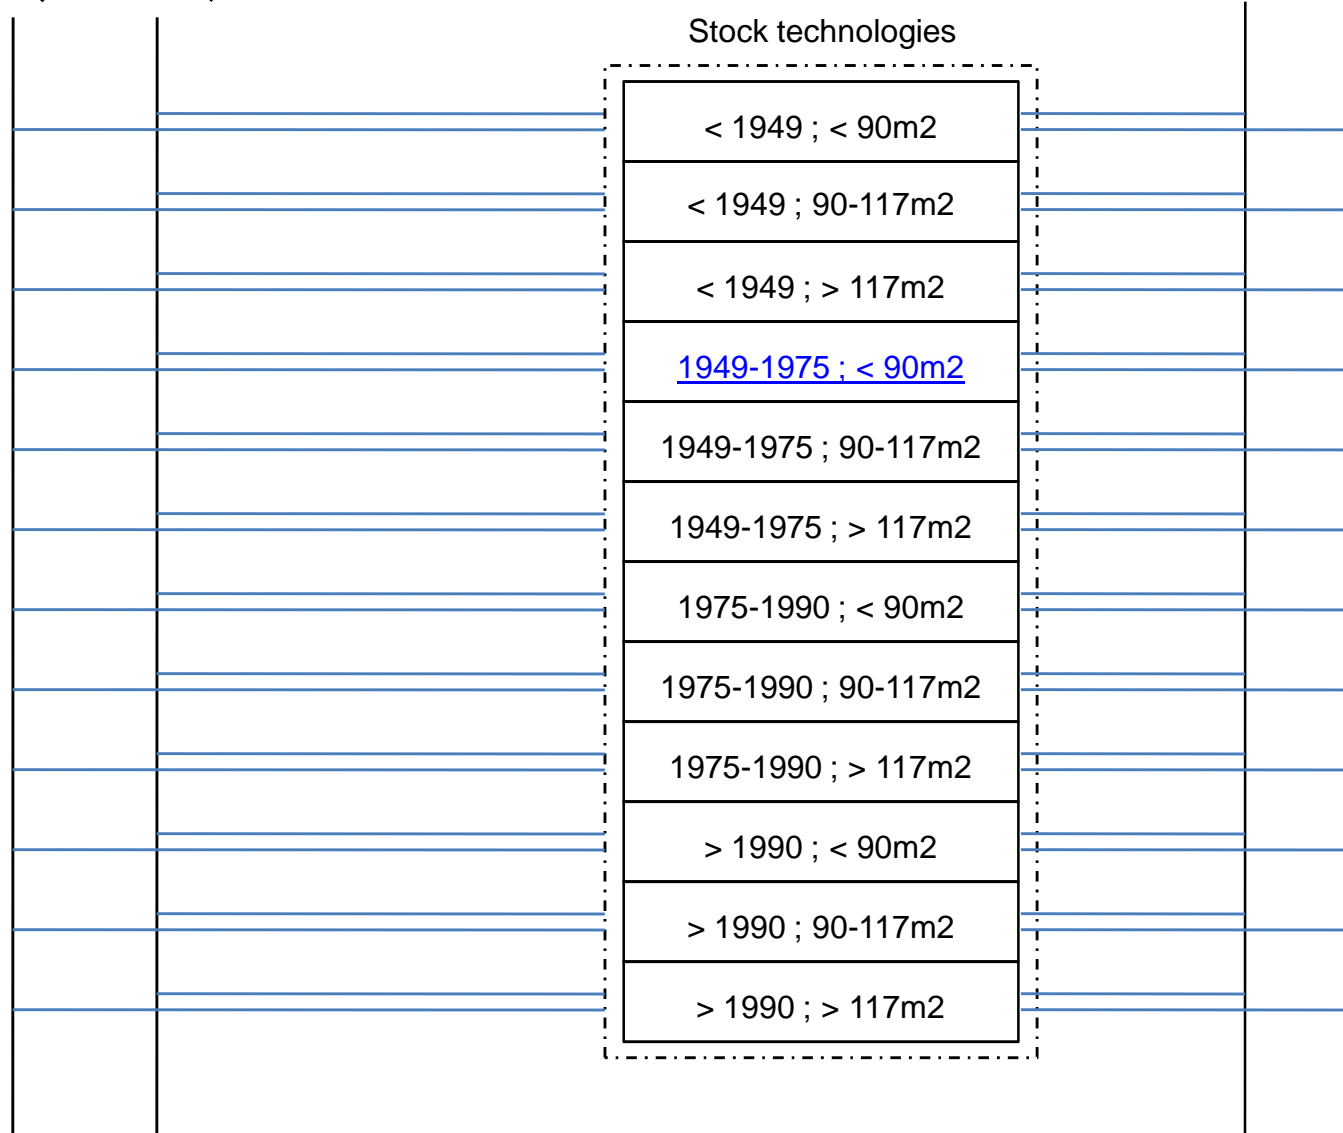 Stock technologies
< 1949 ; < 90m2
< 1949 ; 90-117m2
< 1949 ; > 117m2
1949-1975 ; < 90m2
1949-1975 ; 90-117m2
1949-1975 ; > 117m2
1975-1990 ; < 90m2
1975-1990 ; 90-117m2
1975-1990 ; > 117m2
> 1990 ; < 90m2
> 1990 ; 90-117m2
> 1990 ; > 117m2